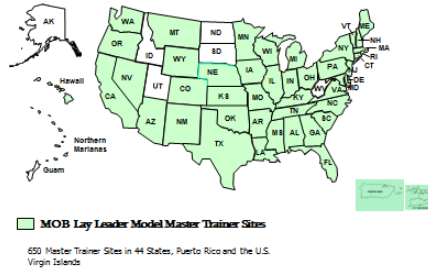 AK
WA
MT
ND
MN
VT
ME
OR
ID
SD
WI
MI
NY
NH
MA
RI
CT
WY
NE
IA
PA
NJ
DE
MD
NV
UT
CO
IL
IN
OH
WV
VA
Hawaii
CA
KS
MO
KY
NC
TN
SC
AZ
NM
OK
AR
MS
AL
GA
TX
LA
FL
Northern
Marianas
Guam
MOB Lay Leader Model Master Trainer Sites
650 Master Trainer Sites in 44 States, Puerto Rico and the U.S.
Virgin Islands